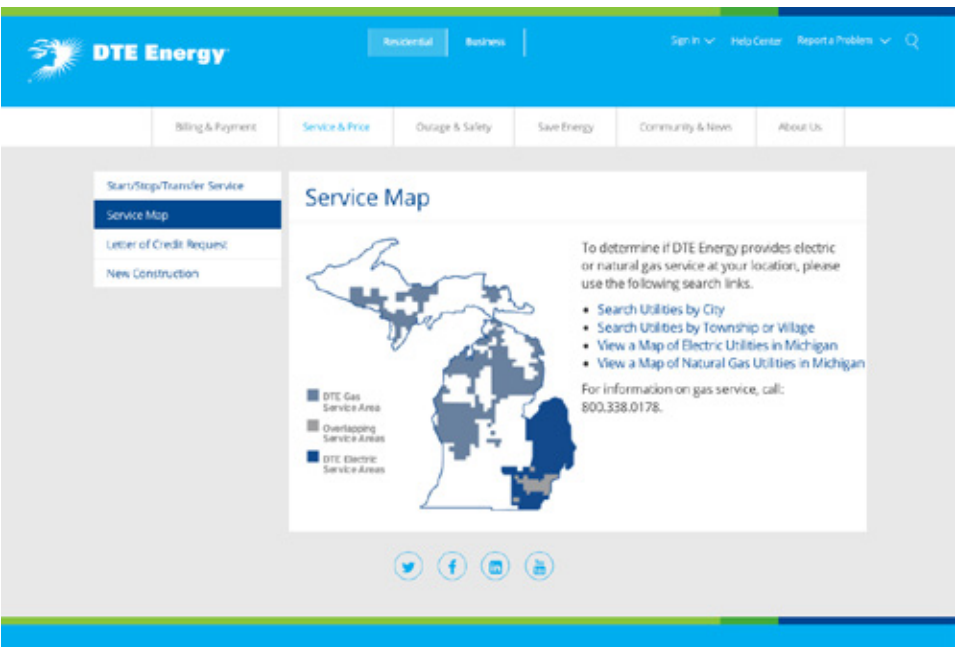 DTE Energy
Residential Business
Sign In Help Center Report a Problem
Billing & Payment Service & Price Outage & Safety Save Energy Community & News About Us
Start/Stop/Transfer Service
Service Map
Letter of Credit Request
New Construction
Service Map
To determine if DTE Energy provides electric
or natural gas service at your location, please
use the following search links.
• Search Utilities by City
• Search Utilities by Township or Village
• View a Map of Electric Utilities in Michigan
• View a Map of Natural Gas Utilities in Michigan
For information on gas service, call:
800.338.0178.
DTE Gas
Service Area
Overlapping
Service Areas
DTE Electric
Service Areas